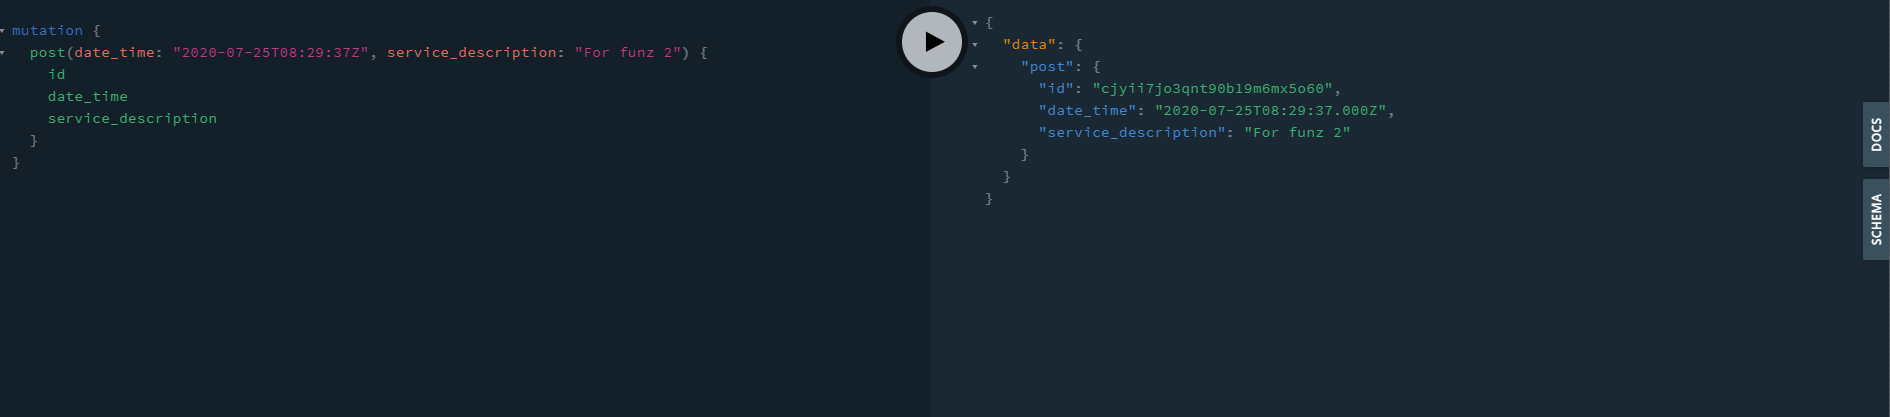 mutation {
post(date_time: "2020-07-25T08:29:37Z", service_description: "For funz 2") {
id
date_time
service_description
}
}
{
"data": {
"post": {
"id": "cjyii7jo3qnt90bl9m6mx5o60",
"date_time": "2020-07-25T08:29:37.000Z",
"service_description": "For funz 2"
}
}
}
DOCS
SCHEMA